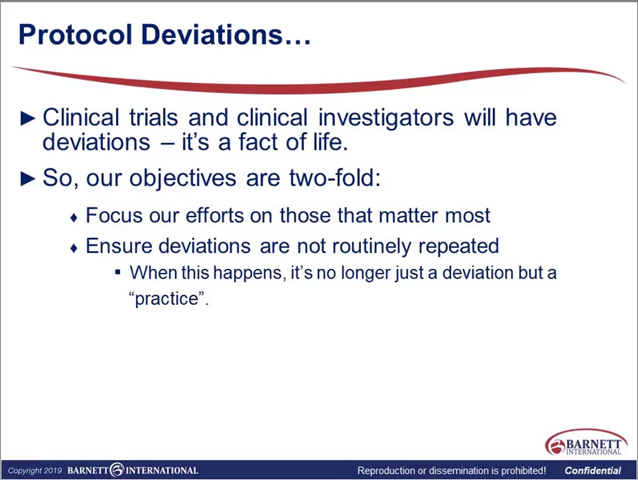 Protocol Deviations…
► Clinical trials and clinical investigators will have
deviations – it's a fact of life.
► So, our objectives are two-fold:
♦ Focus our efforts on those that matter most
♦ Ensure deviations are not routinely repeated
▪ When this happens, it's no longer just a deviation but a
“practice”.
BARNETT
INTERNATIONAL
Copyright 2019 BARNETT INTERNATIONAL Reproduction or dissemination is prohibited! Confidential